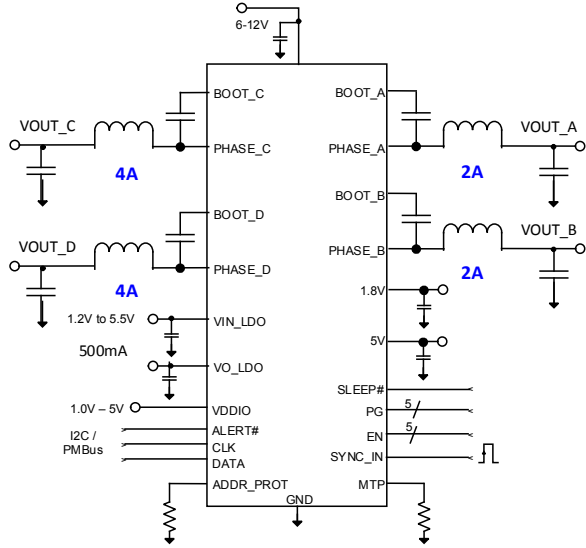 6-12V
BOOT_C
BOOT_A
VOUT_C
VOUT_A
PHASE_C
PHASE_A
4A
2A
BOOT_B
BOOT_D
VOUT_B
VOUT_D
PHASE_B
PHASE_D
4A
2A
1.8V
1.2V to 5.5V
VIN_LDO
5V
500mA
VO_LDO
SLEEP#
1.0V – 5V
VDDIO
PG
5
ALERT#
I2C /
PMBus
CLK
EN
5
DATA
SYNC_IN
ADDR_PROT
MTP
GND